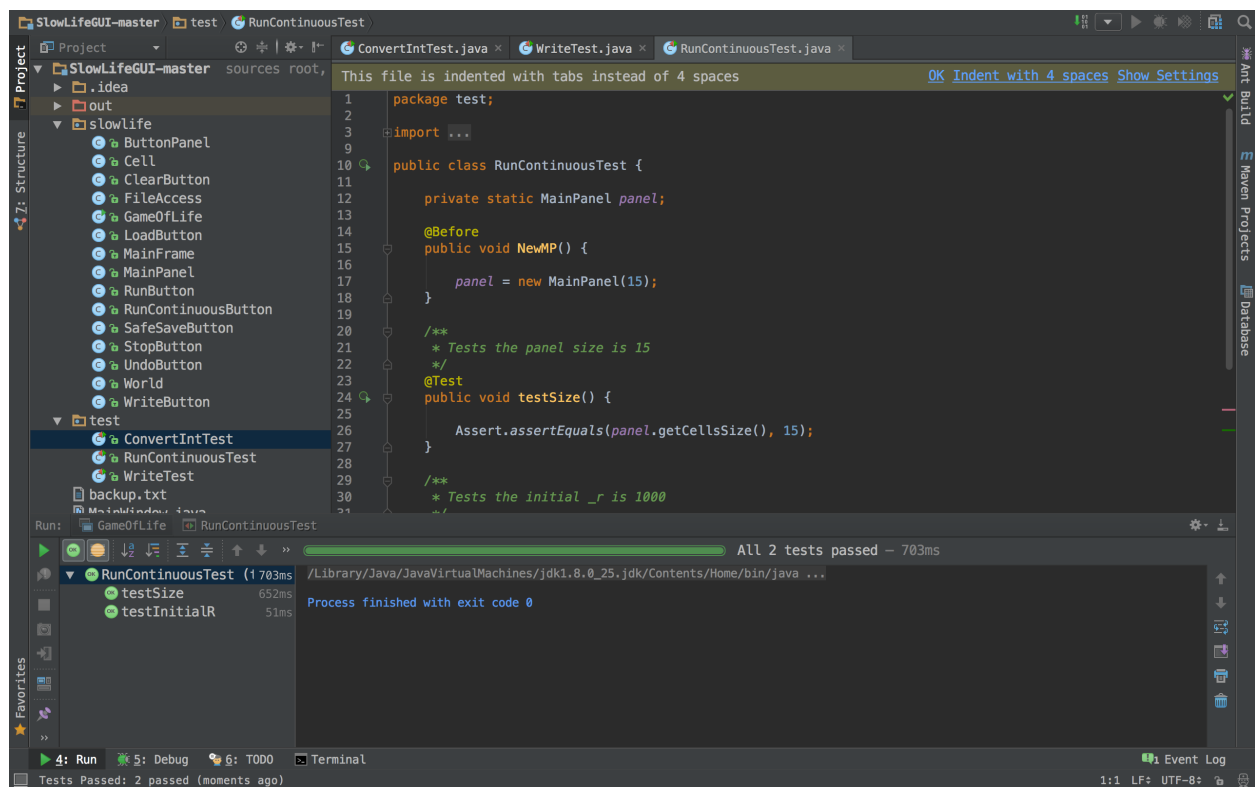 SlowLifeGUI-master test RunContinuousTest
Project
ConvertIntTest.java × WriteTest.java × RunContinuousTest.java ×
SlowLifeGUI-master sources root,
.idea
out
slowlife
ButtonPanel
Cell
ClearButton
FileAccess
GameOfLife
LoadButton
MainFrame
MainPanel
RunButton
RunContinuousButton
SafeSaveButton
StopButton
UndoButton
World
WriteButton
test
ConvertIntTest
RunContinuousTest
WriteTest
backup.txt
MainWindow.java
This file is indented with tabs instead of 4 spaces OK Indent with 4 spaces Show Settings
1 package test;
2
3 import ...
9
10 public class RunContinuousTest {
11
12 private static MainPanel panel;
13
14 @Before
15 public void NewMP() {
16
17 panel = new MainPanel(15);
18 }
19
20 /**
21 * Tests the panel size is 15
22 */
23 @Test
24 public void testSize() {
25
26 Assert.assertEquals(panel.getCellsSize(), 15);
27 }
28
29 /**
30 * Tests the initial _r is 1000
31 */
Project
7: Structure
Favorites
Ant Build
m Maven Projects
Database
Run: GameOfLife RunContinuousTest
All 2 tests passed – 703ms
RunContinuousTest (1 703ms
testSize 652ms
testInitialR 51ms
/Library/Java/JavaVirtualMachines/jdk1.8.0_25.jdk/Contents/Home/bin/java ...
Process finished with exit code 0
4: Run 5: Debug 6: TODO Terminal 1 Event Log
Tests Passed: 2 passed (moments ago) 1:1 LF÷ UTF-8÷